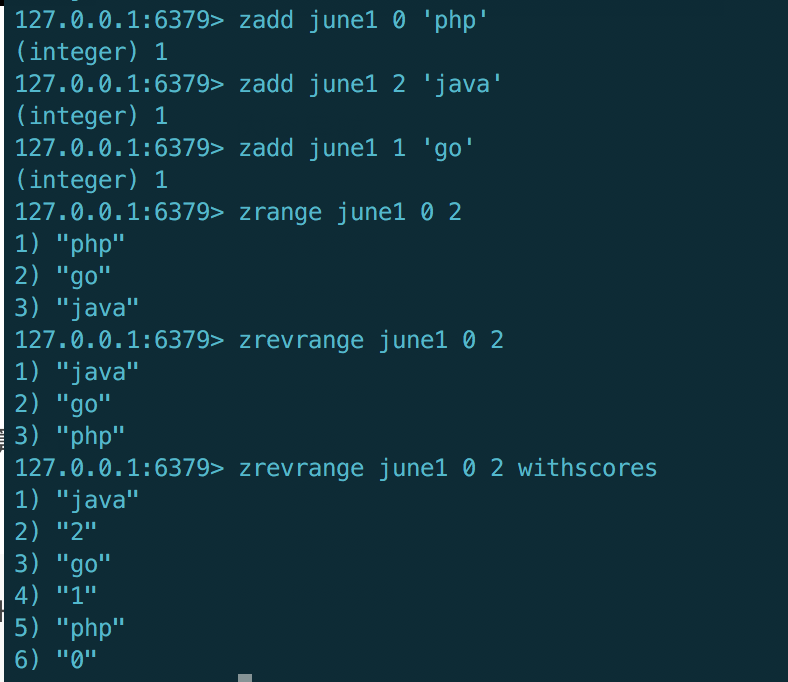 127.0.0.1:6379> zadd june1 0 'php'
(integer) 1
127.0.0.1:6379> zadd june1 2 'java'
(integer) 1
127.0.0.1:6379> zadd june1 1 'go'
(integer) 1
127.0.0.1:6379> zrange june1 0 2
1) "php"
2) "go"
3) "java"
127.0.0.1:6379> zrevrange june1 0 2
1) "java"
2) "go"
3) "php"
127.0.0.1:6379> zrevrange june1 0 2 withscores
1) "java"
2) "2"
3) "go"
4) "1"
5) "php"
6) "0"